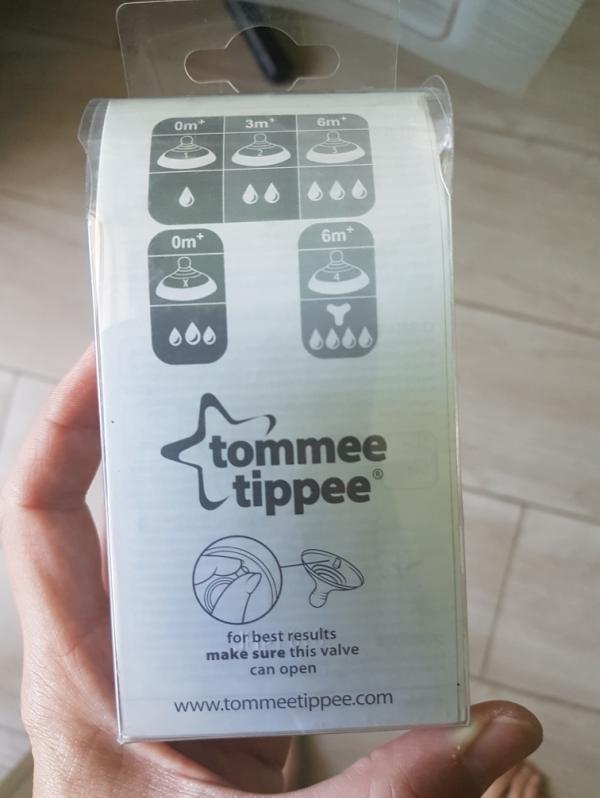 0m+ 3m+ 6m+
1 2 3
0m+ 6m+
x 4
tommee
tippee®
for best results
make sure this valve
can open
www.tommeetippee.com